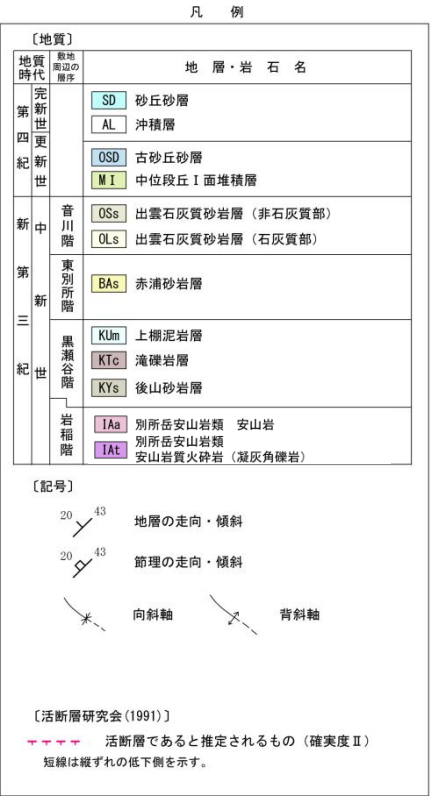 凡 例
〔地質〕
地質時代
敷地周辺の層序
地 層・岩 石 名
第四紀
完新世
SD 砂丘砂層
AL 沖積層
更新世
OSD 古砂丘砂層
MⅠ 中位段丘Ⅰ面堆積層
新第三紀
中新世
音川階
OSs 出雲石灰質砂岩層（非石灰質部）
OLs 出雲石灰質砂岩層（石灰質部）
東別所階
BAs 赤浦砂岩層
黒瀬谷階
KUm 上棚泥岩層
KTc 滝礫岩層
KYs 後山砂岩層
岩稲階
IAa 別所岳安山岩類 安山岩
IAt 別所岳安山岩類
安山岩質火砕岩（凝灰角礫岩）
〔記号〕
20 43 地層の走向・傾斜
20 43 節理の走向・傾斜
向斜軸 背斜軸
〔活断層研究会(1991)〕
活断層であると推定されるもの（確実度Ⅱ）
短線は縦ずれの低下側を示す。